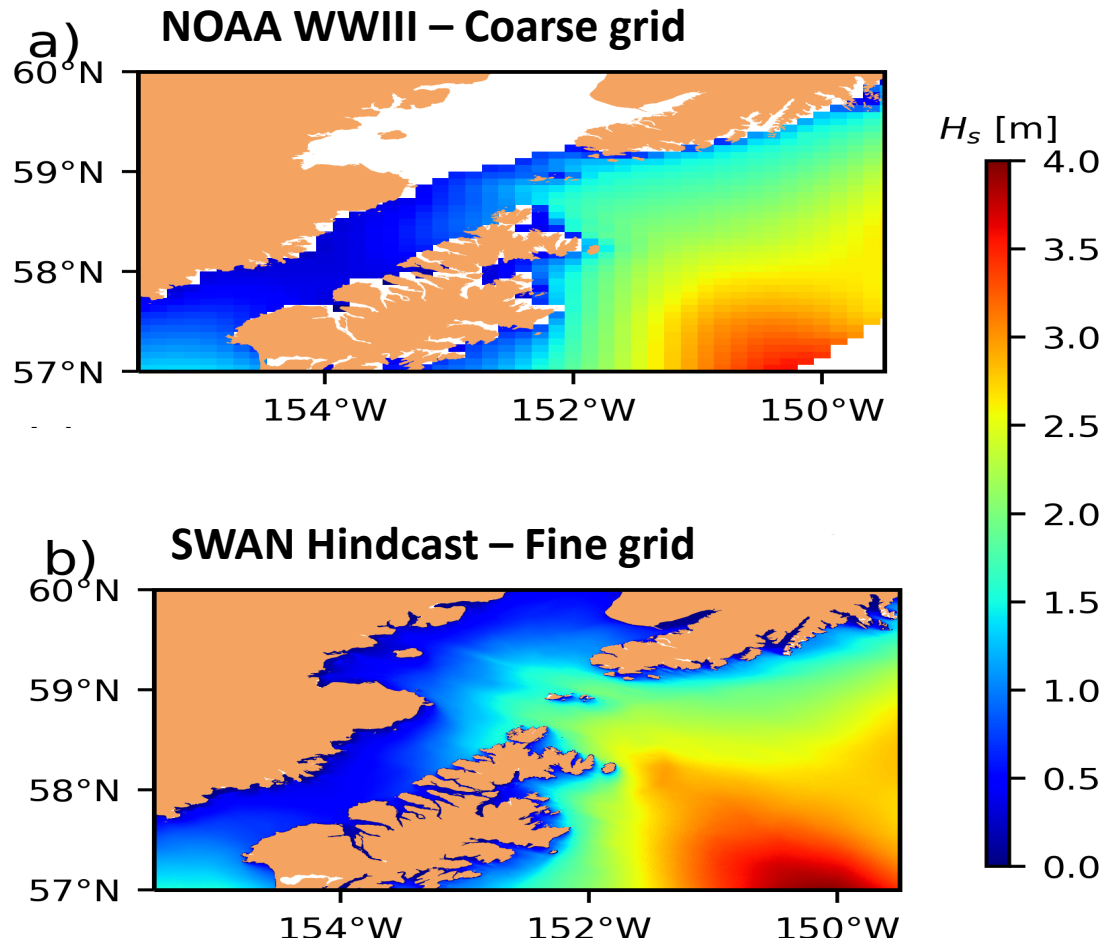 a)
NOAA WWIII – Coarse grid
60°N
59°N
58°N
57°N
154°W
152°W
150°W
Hs [m]
4.0
3.5
3.0
2.5
2.0
1.5
1.0
0.5
0.0
b)
SWAN Hindcast – Fine grid
60°N
59°N
58°N
57°N
154°W
152°W
150°W